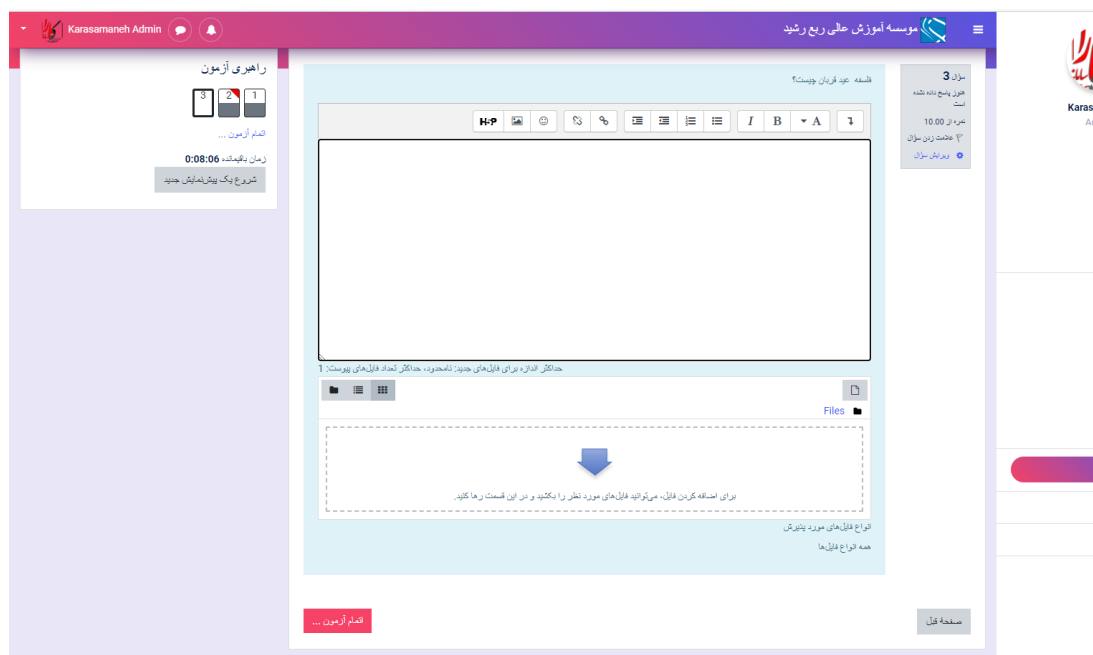 موسسه آموزش عالی ربع رشید
Karasamaneh Admin
سؤال 3
هنوز پاسخ داده نشده
است
نمره از 10.00
علامت زدن سؤال
ویرایش سؤال
فلسفه عید قربان چیست؟
H-P
I
B
A
حداکثر اندازه برای فایل‌های جدید: نامحدود، حداکثر تعداد فایل‌های پیوست: 1
Files
برای اضافه کردن فایل، می‌توانید فایل‌های مورد نظر را بکشید و در این قسمت رها کنید.
انواع فایل‌های مورد پذیرش
همه انواع فایل‌ها
صفحهٔ قبل
اتمام آزمون ...
راهبری آزمون
1
2
3
اتمام آزمون ...
زمان باقیمانده 0:08:06
شروع یک پیش‌نمایش جدید
Karas